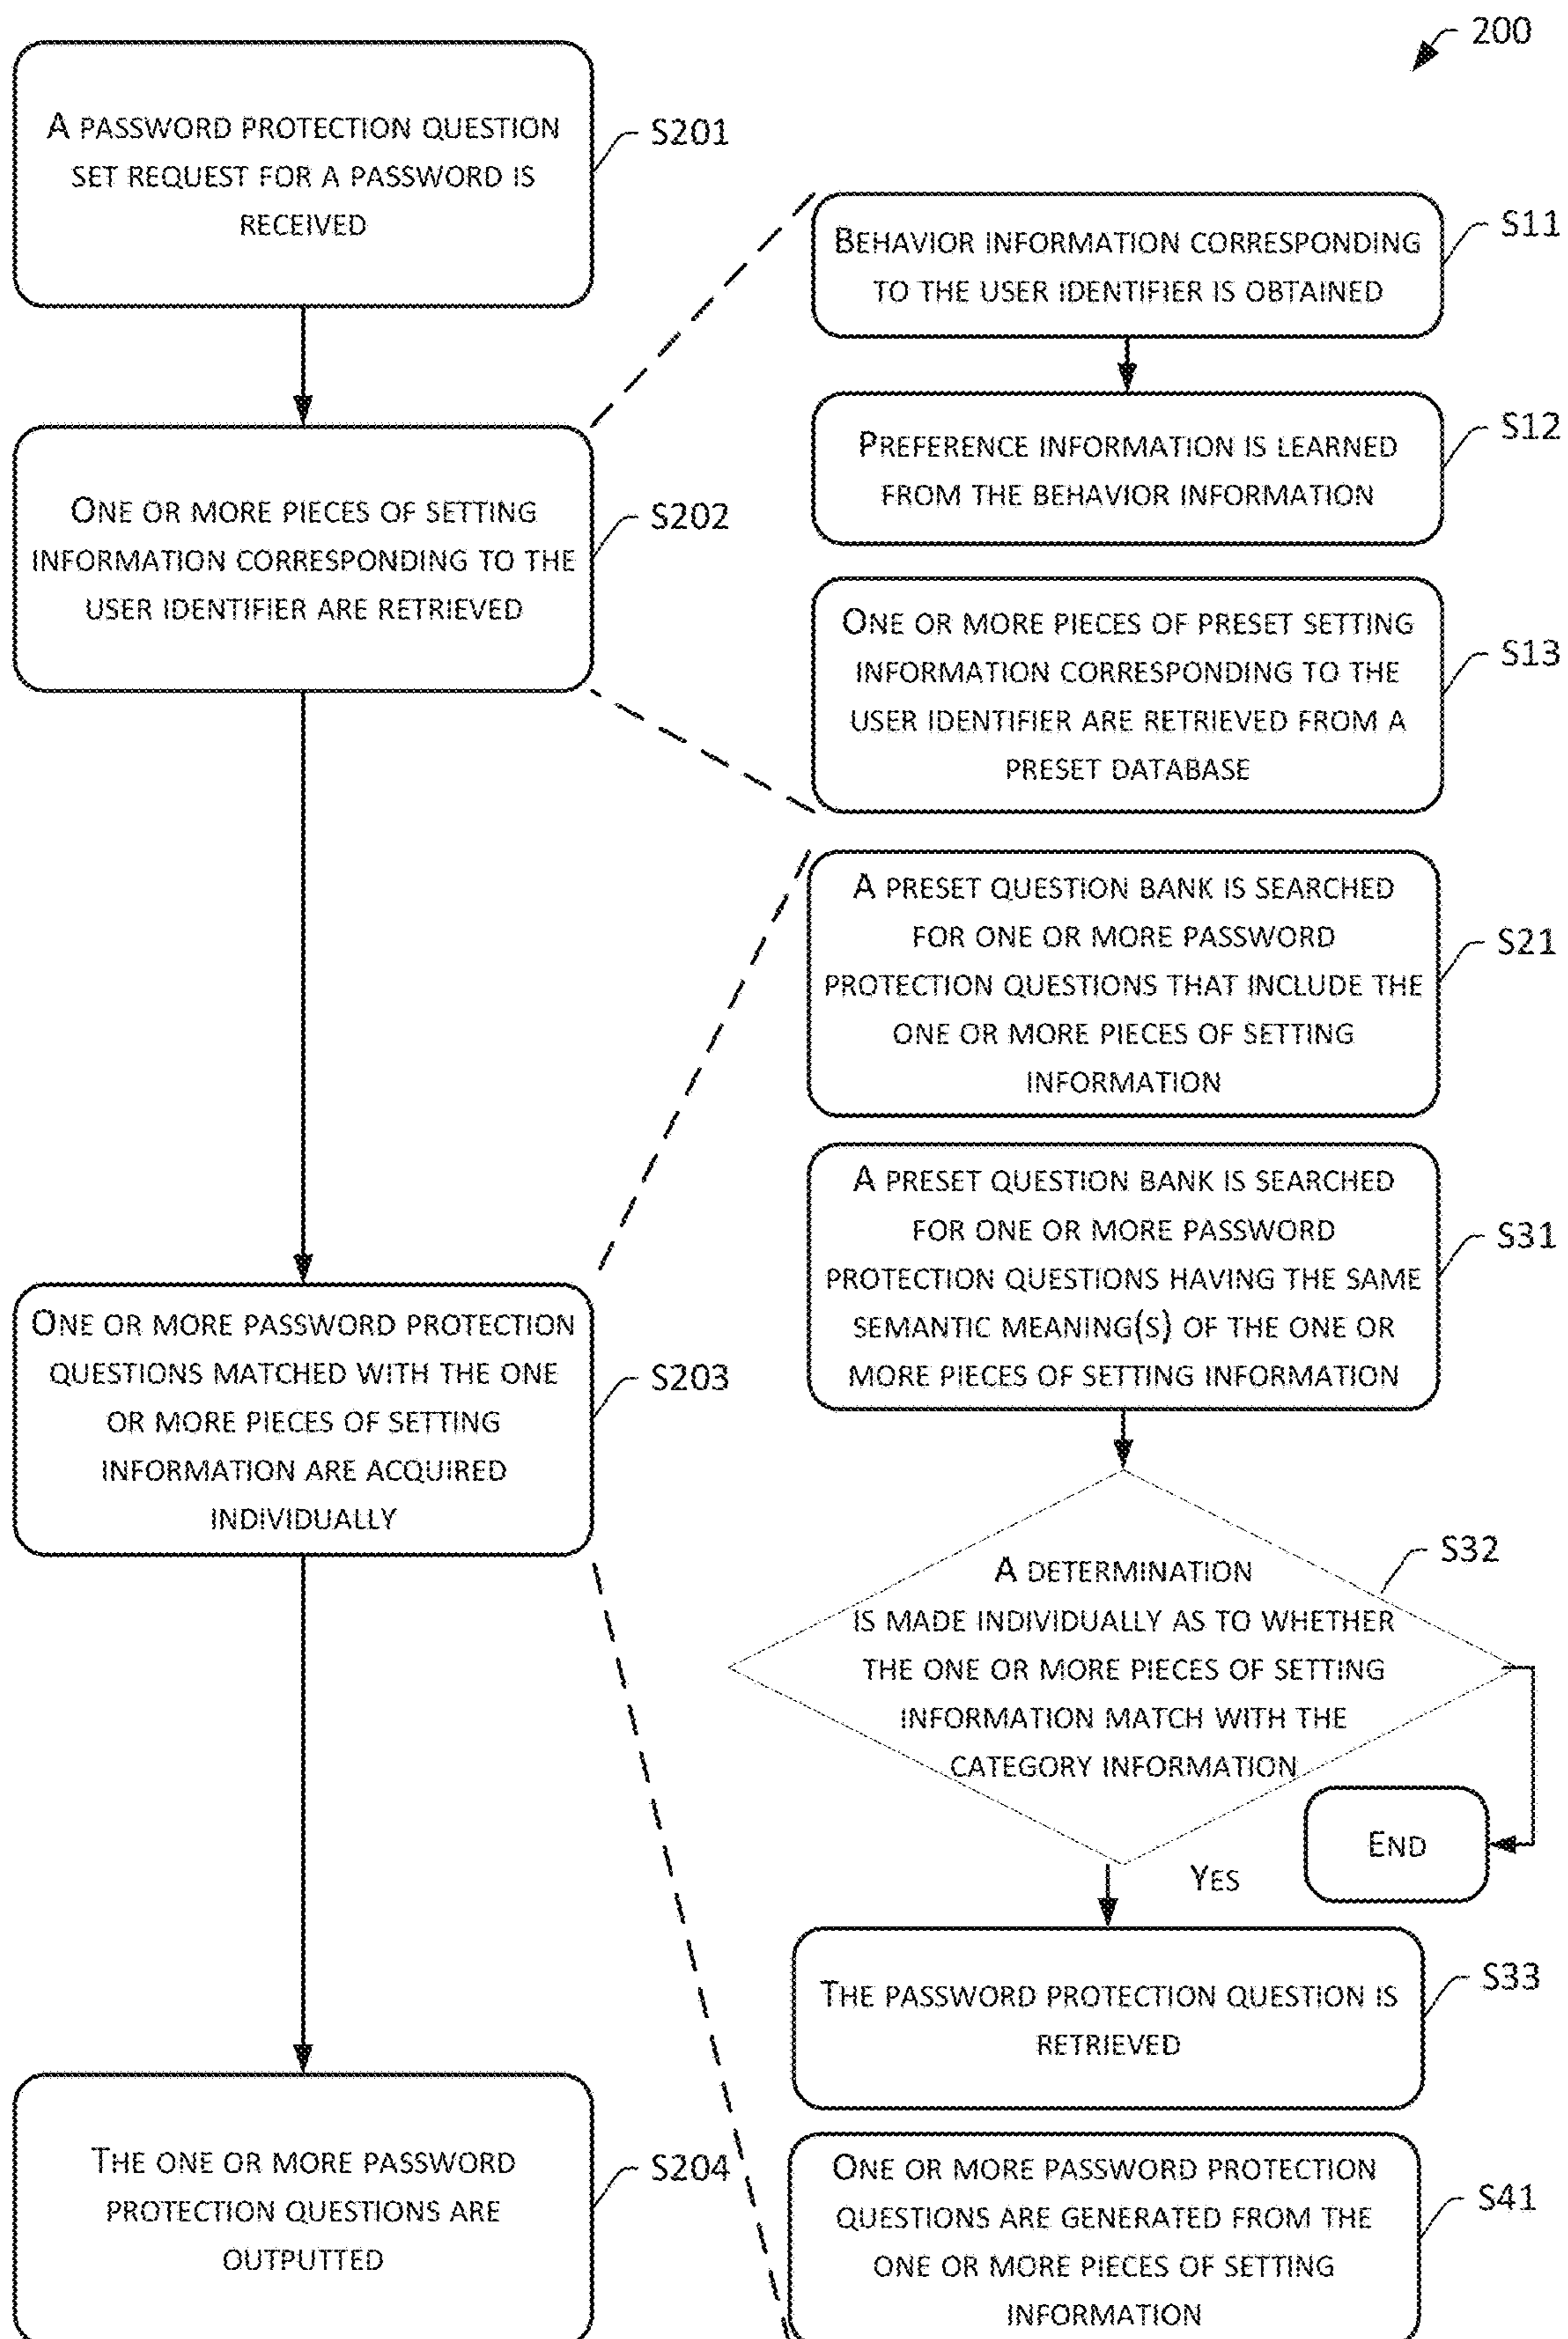 200
A PASSWORD PROTECTION QUESTION
SET REQUEST FOR A PASSWORD IS
RECEIVED
S201
ONE OR MORE PIECES OF SETTING
INFORMATION CORRESPONDING TO THE
USER IDENTIFIER ARE RETRIEVED
S202
BEHAVIOR INFORMATION CORRESPONDING
TO THE USER IDENTIFIER IS OBTAINED
S11
PREFERENCE INFORMATION IS LEARNED
FROM THE BEHAVIOR INFORMATION
S12
ONE OR MORE PIECES OF PRESET SETTING
INFORMATION CORRESPONDING TO THE
USER IDENTIFIER ARE RETRIEVED FROM A
PRESET DATABASE
S13
ONE OR MORE PASSWORD PROTECTION
QUESTIONS MATCHED WITH THE ONE
OR MORE PIECES OF SETTING
INFORMATION ARE ACQUIRED
INDIVIDUALLY
S203
A PRESET QUESTION BANK IS SEARCHED
FOR ONE OR MORE PASSWORD
PROTECTION QUESTIONS THAT INCLUDE THE
ONE OR MORE PIECES OF SETTING
INFORMATION
S21
A PRESET QUESTION BANK IS SEARCHED
FOR ONE OR MORE PASSWORD
PROTECTION QUESTIONS HAVING THE SAME
SEMANTIC MEANING(S) OF THE ONE OR
MORE PIECES OF SETTING INFORMATION
S31
A DETERMINATION
IS MADE INDIVIDUALLY AS TO WHETHER
THE ONE OR MORE PIECES OF SETTING
INFORMATION MATCH WITH THE
CATEGORY INFORMATION
S32
END
YES
THE PASSWORD PROTECTION QUESTION IS
RETRIEVED
S33
ONE OR MORE PASSWORD PROTECTION
QUESTIONS ARE GENERATED FROM THE
ONE OR MORE PIECES OF SETTING
INFORMATION
S41
THE ONE OR MORE PASSWORD
PROTECTION QUESTIONS ARE
OUTPUTTED
S204